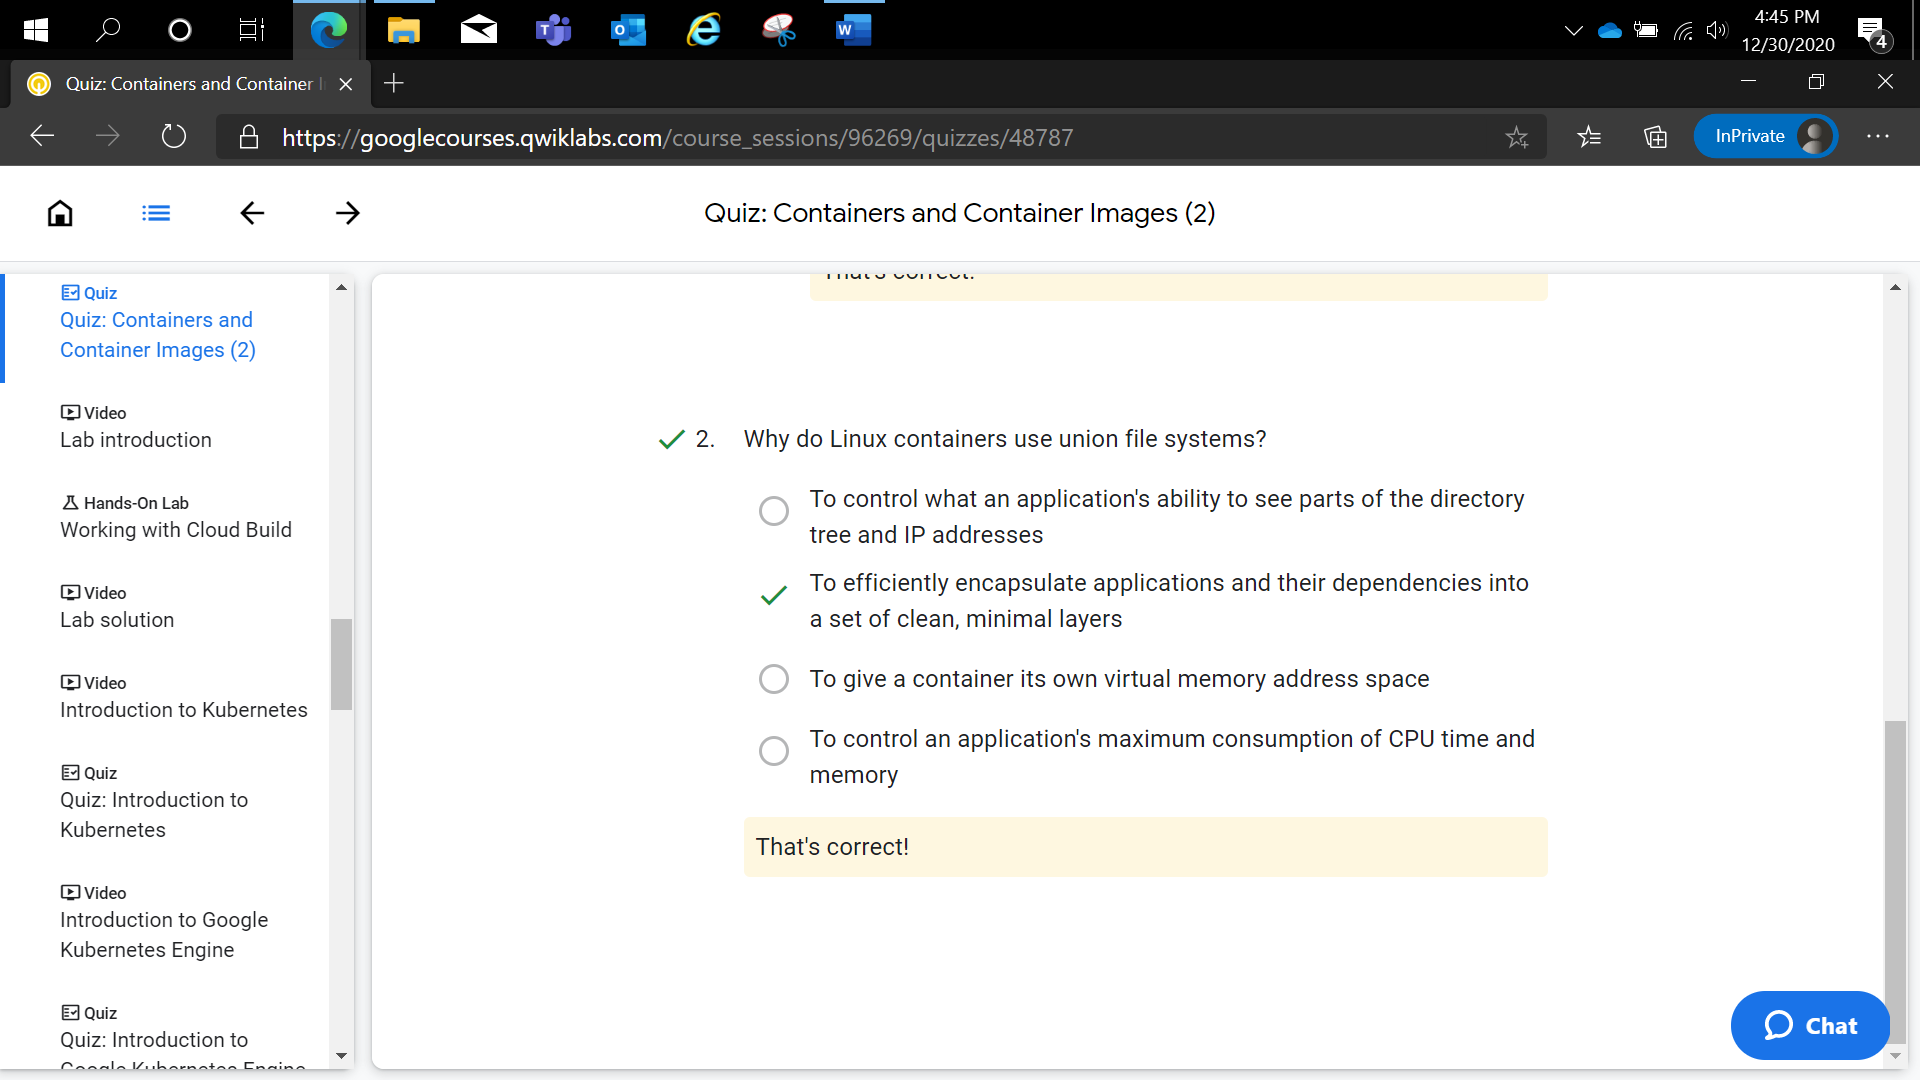 4:45 PM
12/30/2020
4
Quiz: Containers and Container I
https://googlecourses.qwiklabs.com/course_sessions/96269/quizzes/48787
InPrivate
Quiz: Containers and Container Images (2)
Quiz
Quiz: Containers and
Container Images (2)
Video
Lab introduction
Hands-On Lab
Working with Cloud Build
Video
Lab solution
Video
Introduction to Kubernetes
Quiz
Quiz: Introduction to
Kubernetes
Video
Introduction to Google
Kubernetes Engine
Quiz
Quiz: Introduction to
Google Kubernetes Engine
That's correct!
2. Why do Linux containers use union file systems?
To control what an application's ability to see parts of the directory
tree and IP addresses
To efficiently encapsulate applications and their dependencies into
a set of clean, minimal layers
To give a container its own virtual memory address space
To control an application's maximum consumption of CPU time and
memory
That's correct!
Chat